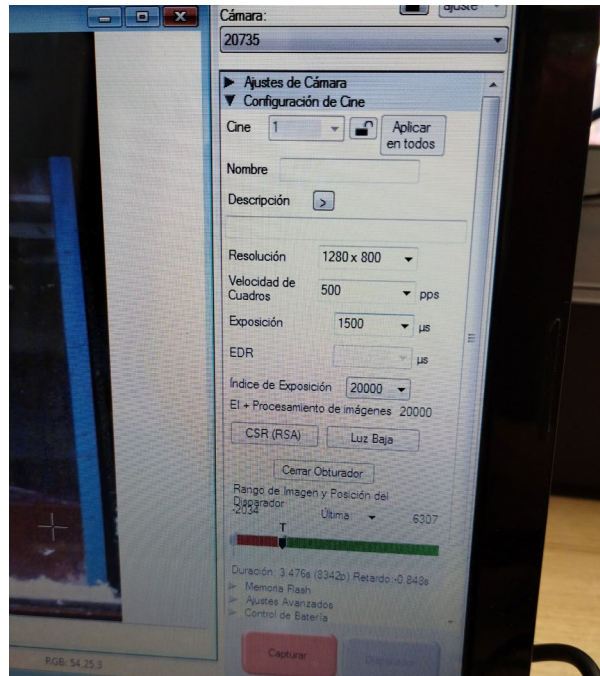 Cámara:
ajuste
20735
Ajustes de Cámara
Configuración de Cine
Cine 1 Aplicar en todos
Nombre
Descripción >
Resolución 1280 x 800
Velocidad de Cuadros 500 pps
Exposición 1500 µs
EDR µs
Índice de Exposición 20000
EI + Procesamiento de imágenes 20000
CSR (RSA) Luz Baja
Cerrar Obturador
Rango de Imagen y Posición del
Disparador
-2034 Última 6307
T
Duración: 3.476s (8342p) Retardo:-0.848s
Memoria Flash
Ajustes Avanzados
Control de Batería
Capturar Disparador
RGB: 54,25,3